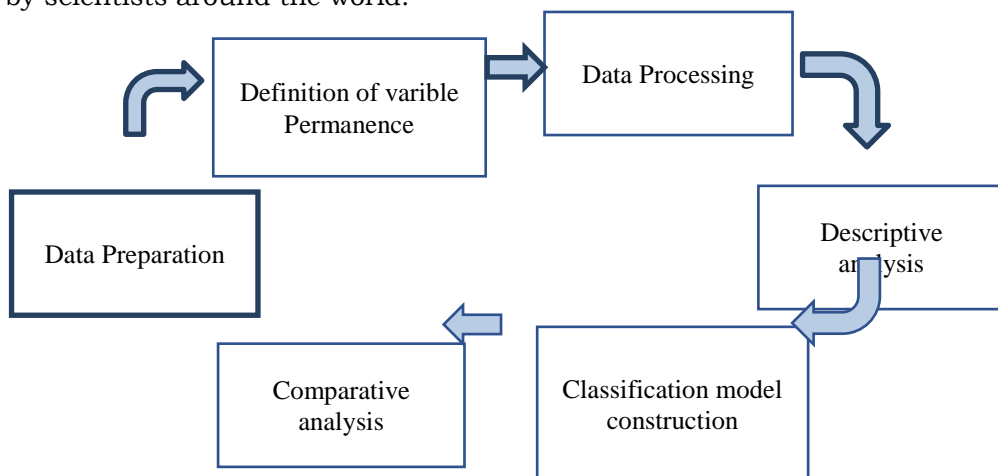 by scientists around the world.
Definition of varible
Permanence
Data Processing
Data Preparation
Descriptive
analysis
Classification model
construction
Comparative
analysis